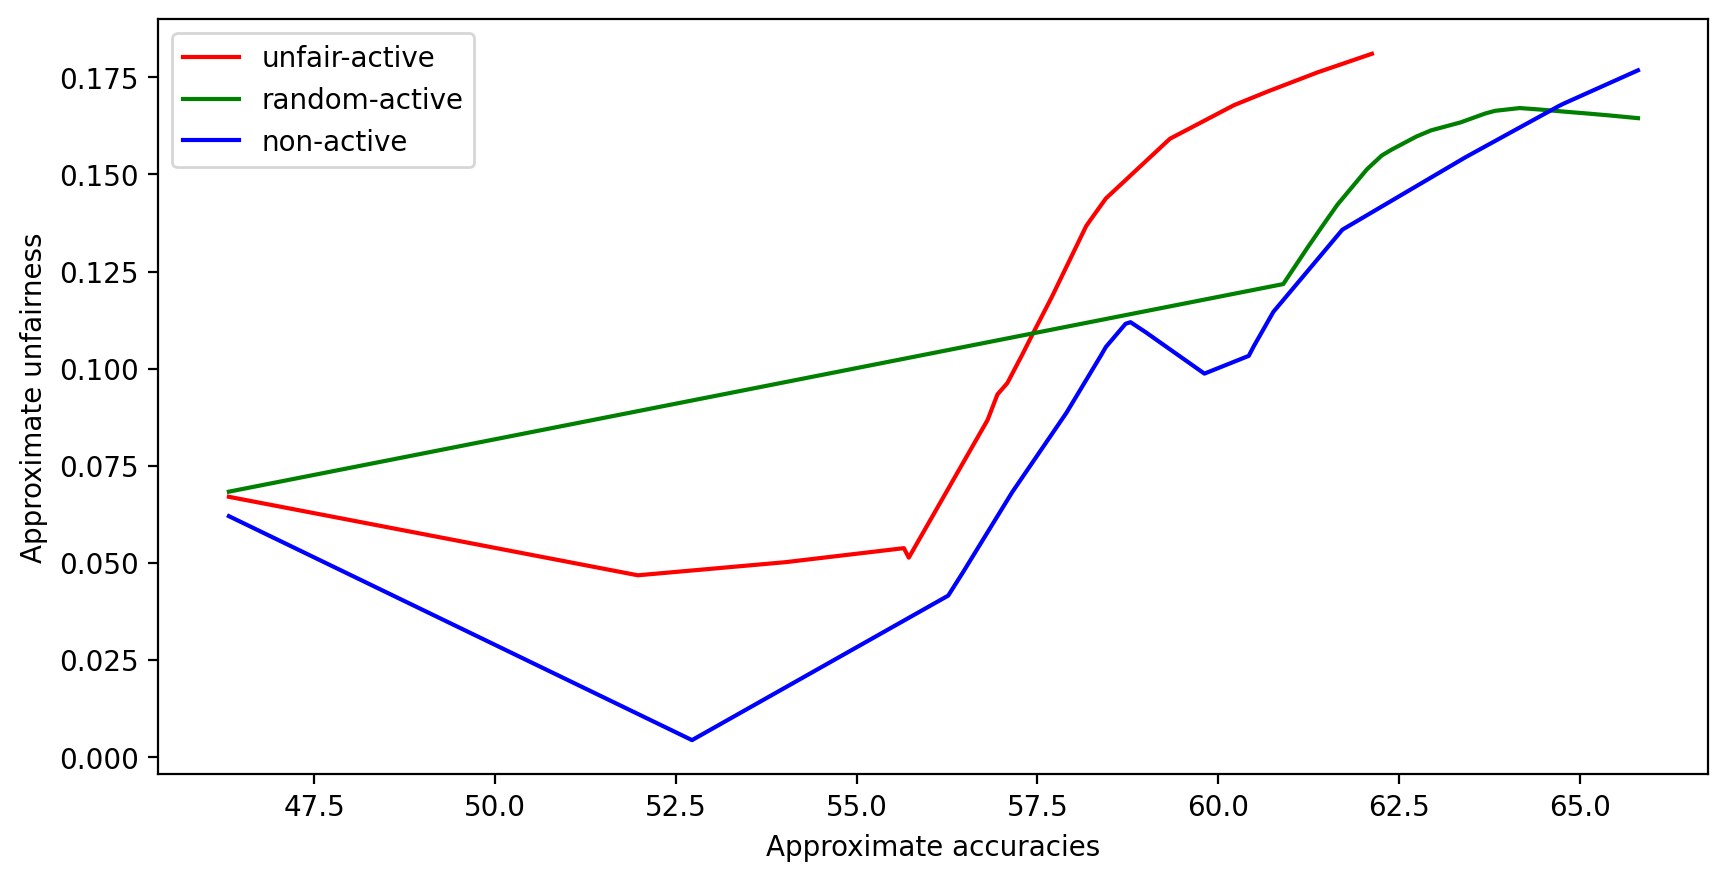 unfair-active
random-active
non-active
Approximate unfairness
0.175
0.150
0.125
0.100
0.075
0.050
0.025
0.000
47.5 50.0 52.5 55.0 57.5 60.0 62.5 65.0
Approximate accuracies